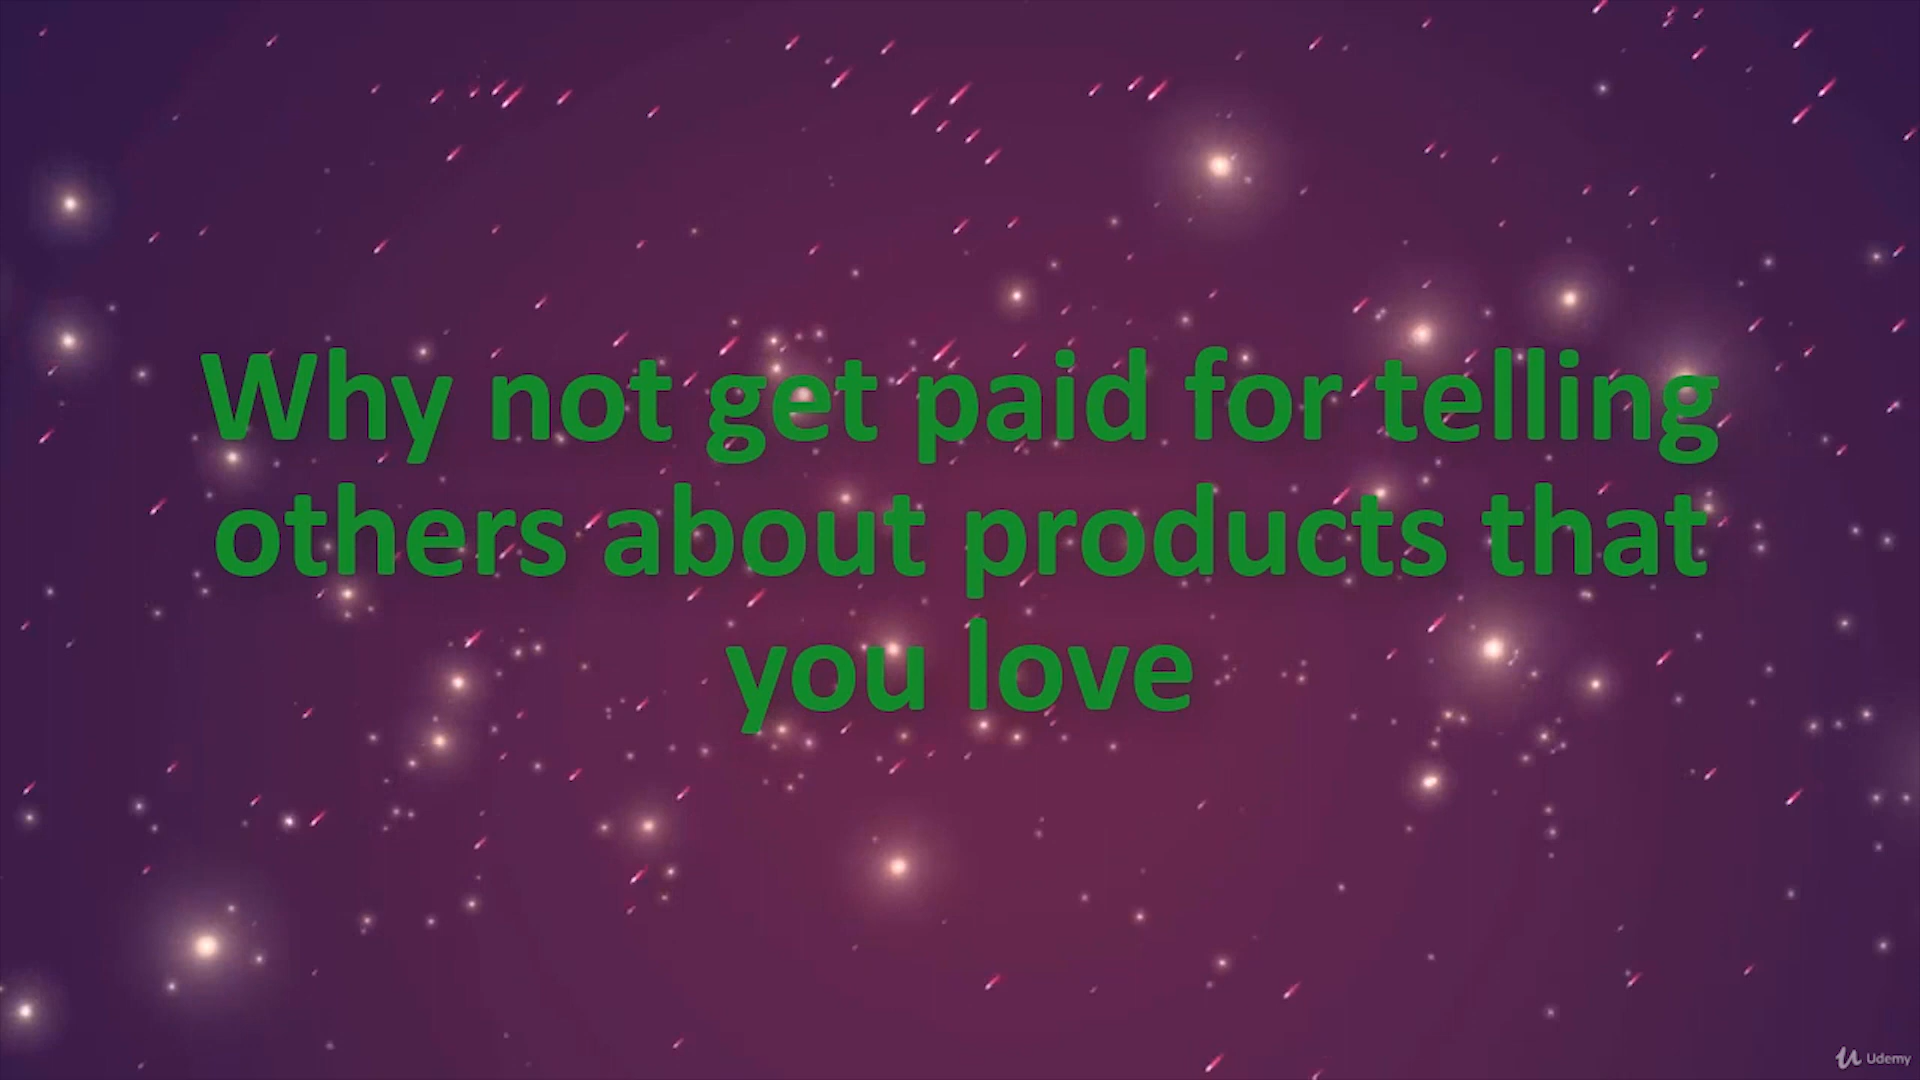 Why not get paid for telling
others about products that
you love
Udemy